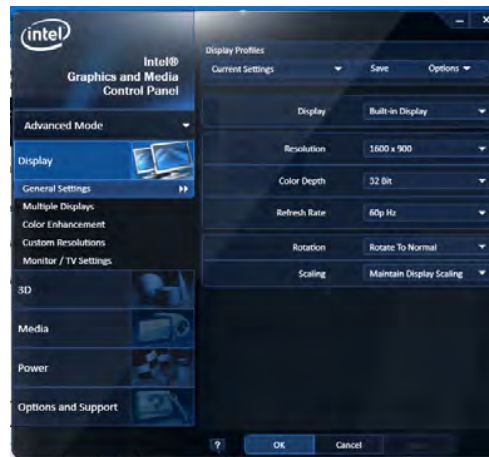 intel
Intel®
Graphics and Media
Control Panel
Advanced Mode
Display
General Settings
Multiple Displays
Color Enhancement
Custom Resolutions
Monitor / TV Settings
3D
Media
Power
Options and Support
Display Profiles
Current Settings Save Options
Display Built-in Display
Resolution 1600 x 900
Color Depth 32 Bit
Refresh Rate 60p Hz
Rotation Rotate To Normal
Scaling Maintain Display Scaling
? OK Cancel